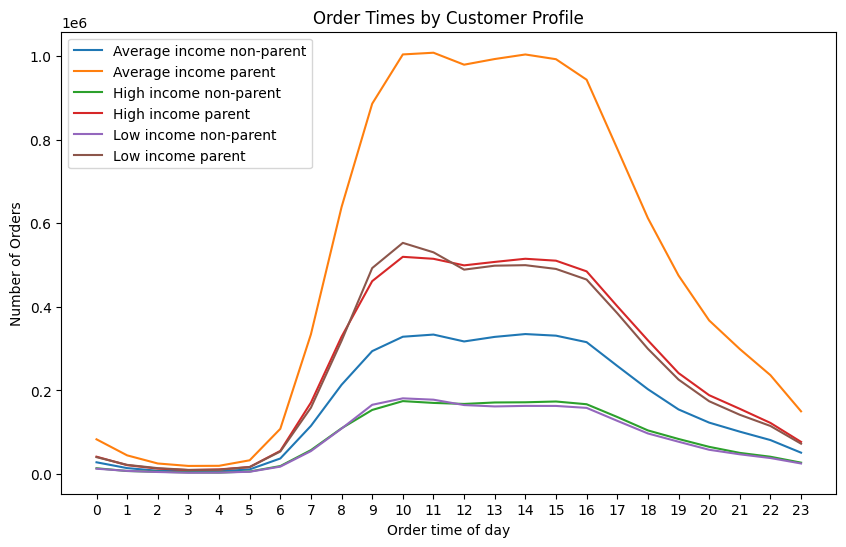 Order Times by Customer Profile
1e6
Average income non-parent
Average income parent
High income non-parent
High income parent
Low income non-parent
Low income parent
Number of Orders
1.0
0.8
0.6
0.4
0.2
0.0
0 1 2 3 4 5 6 7 8 9 10 11 12 13 14 15 16 17 18 19 20 21 22 23
Order time of day